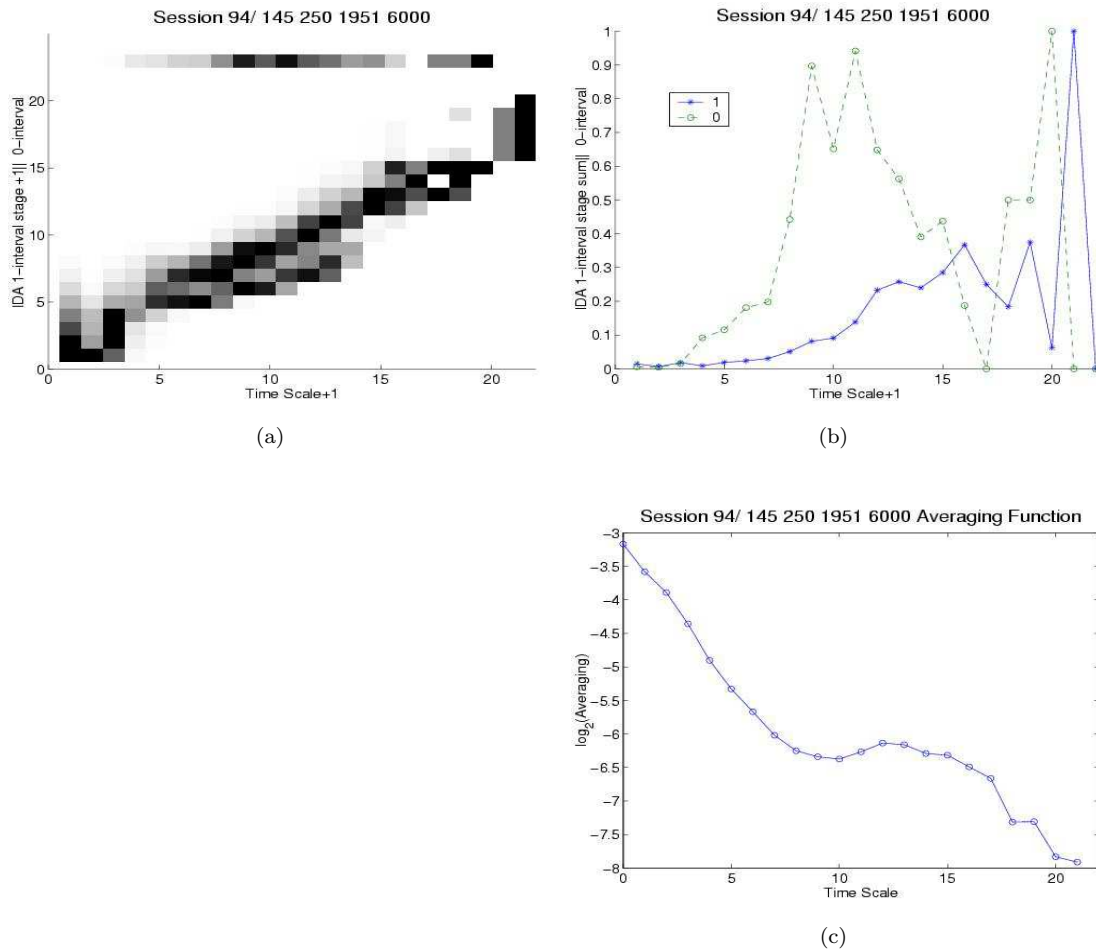 Session 94/ 145 250 1951 6000
IDA 1-interval stage +1|| 0-interval
20
15
10
5
0
0 5 10 15 20
Time Scale+1
(a)
Session 94/ 145 250 1951 6000
IDA 1-interval stage sum|| 0-interval
1
0.9
0.8
0.7
0.6
0.5
0.4
0.3
0.2
0.1
0
1
0
0 5 10 15 20
Time Scale+1
(b)
Session 94/ 145 250 1951 6000 Averaging Function
log2(Averaging)
-3
-3.5
-4
-4.5
-5
-5.5
-6
-6.5
-7
-7.5
-8
0 5 10 15 20
Time Scale
(c)